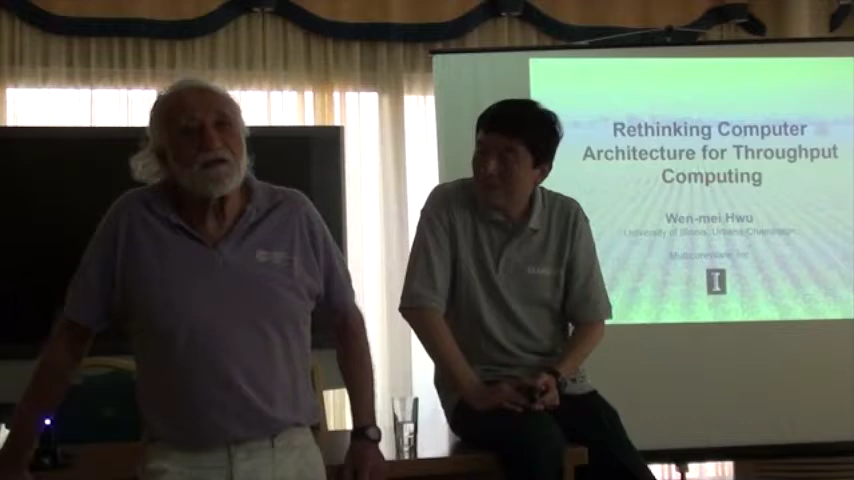 Rethinking Computer
Architecture for Throughput
Computing
Wen-mei Hwu
University of Illinois, Urbana-Champaign
MulticoreWare, Inc
I